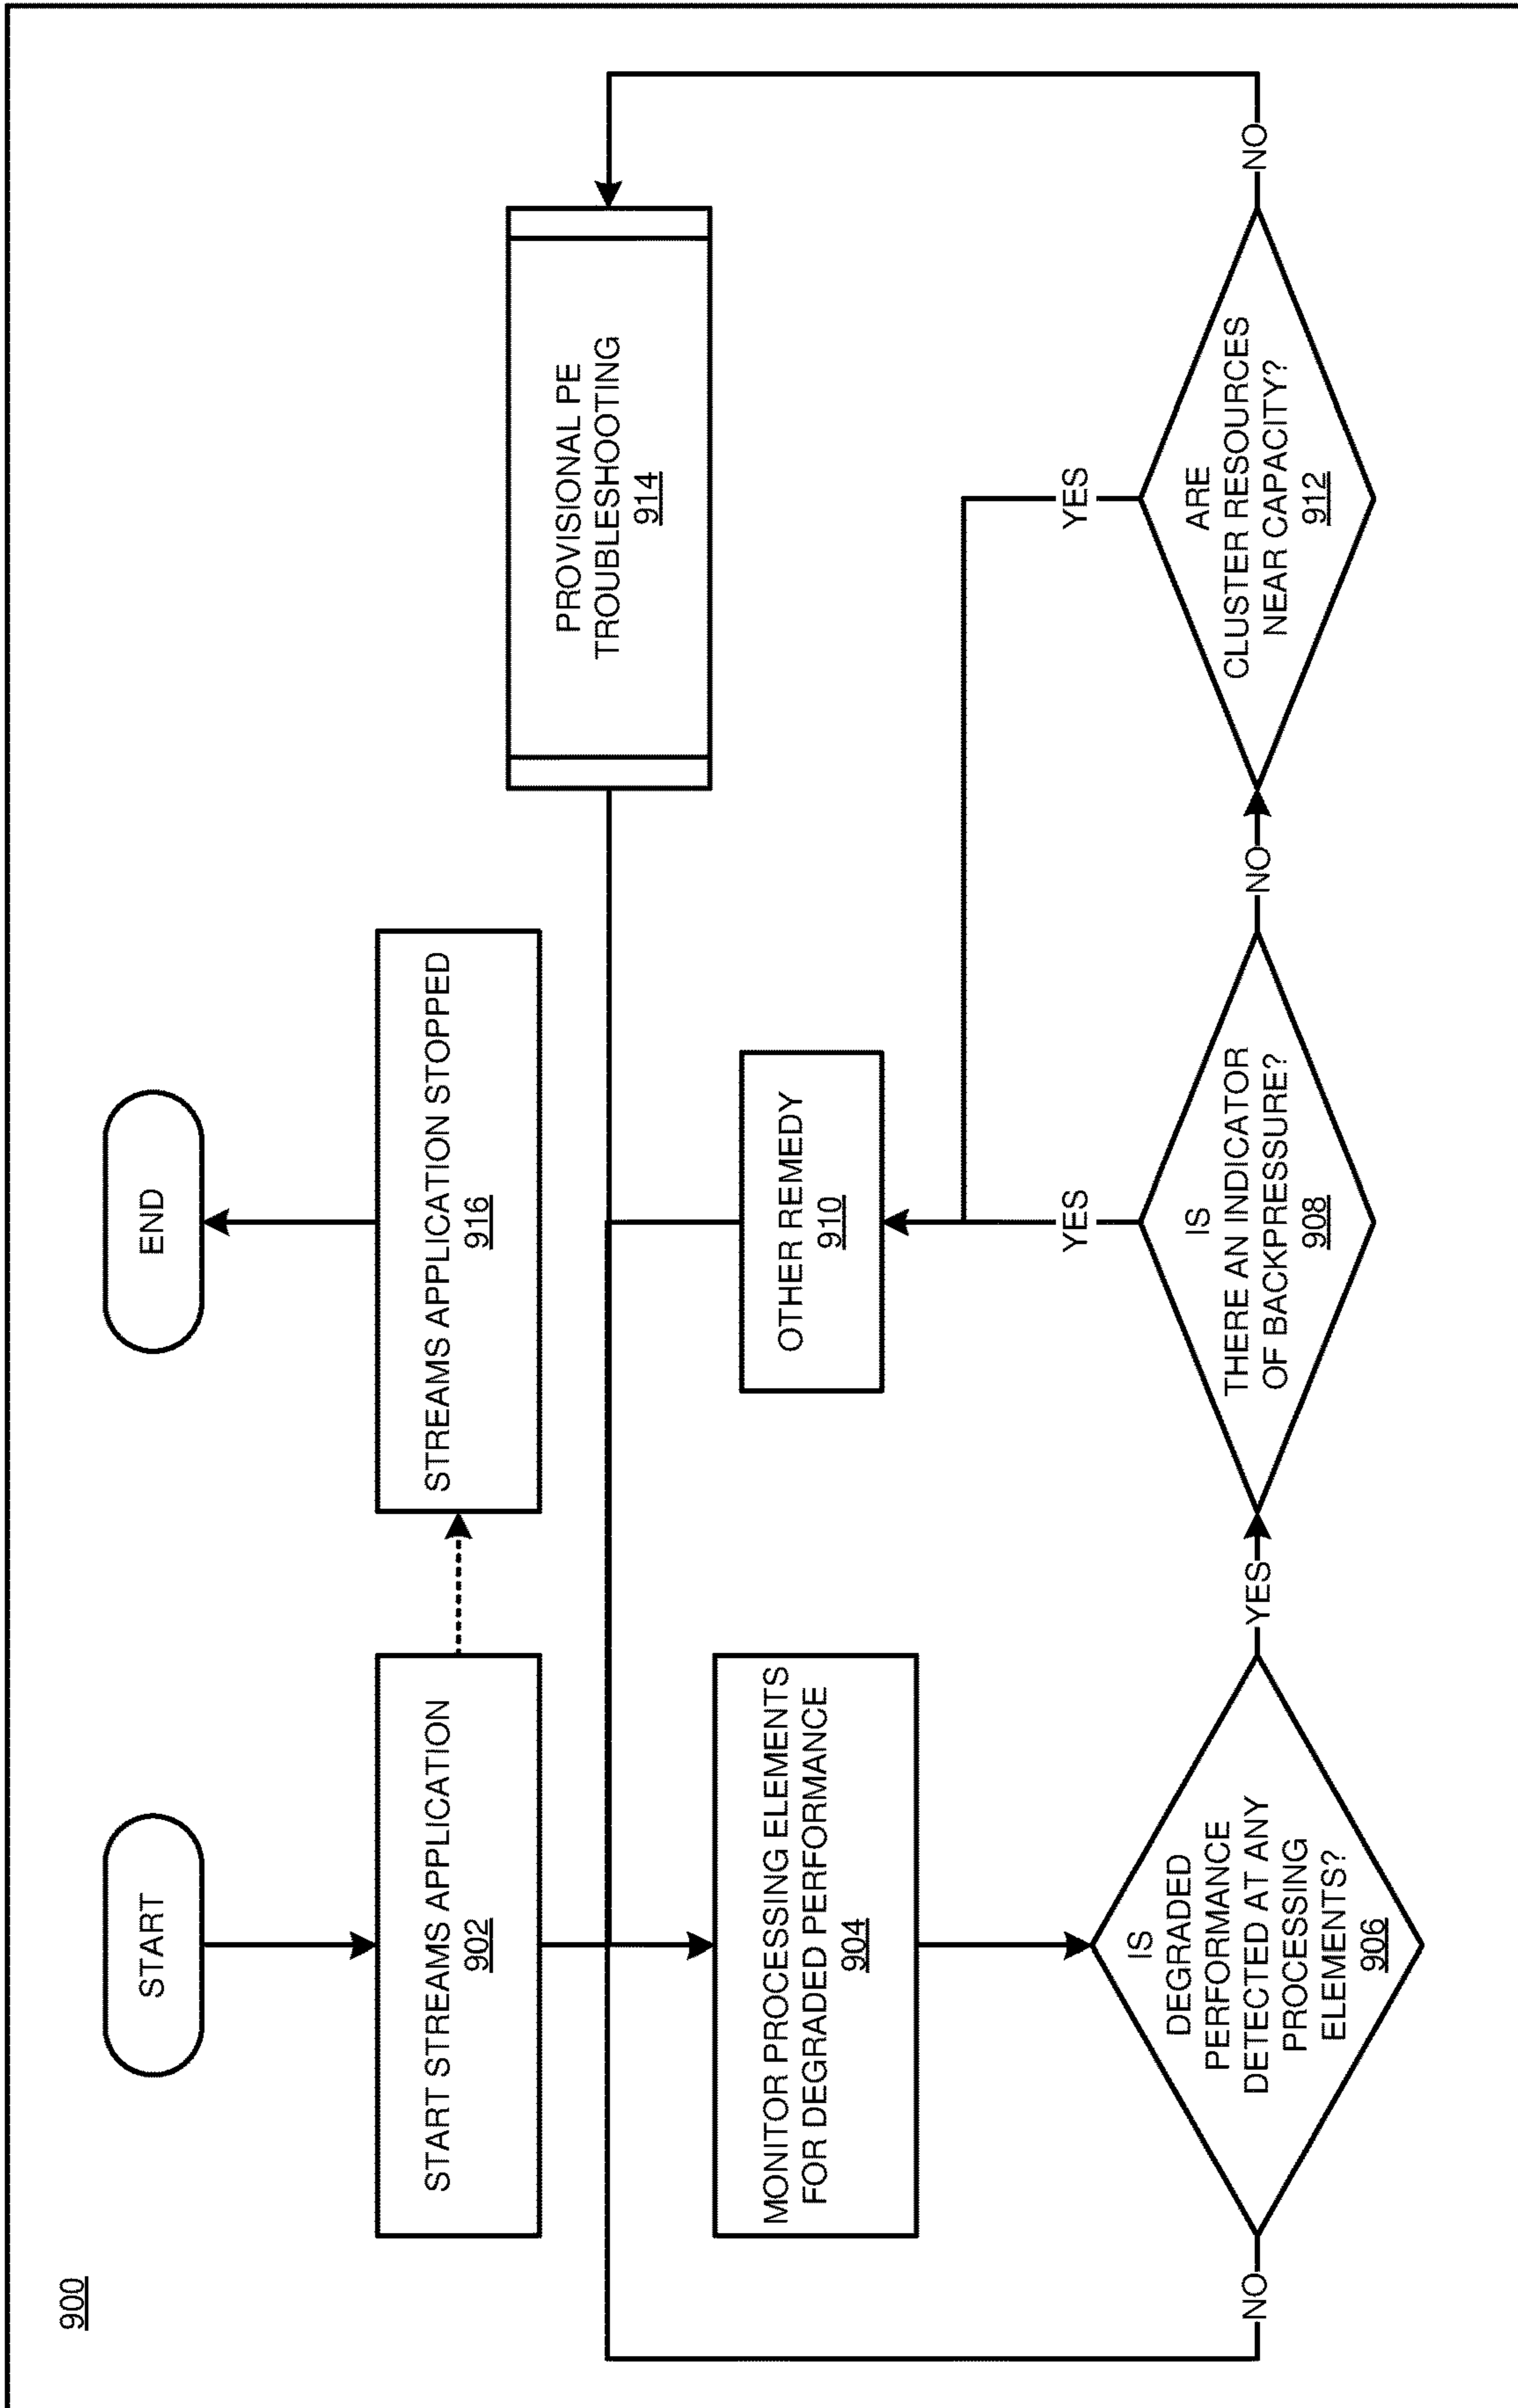 900
START
START STREAMS APPLICATION
902
MONITOR PROCESSING ELEMENTS
FOR DEGRADED PERFORMANCE
904
IS
DEGRADED
PERFORMANCE
DETECTED AT ANY
PROCESSING
ELEMENTS?
906
NO
YES
IS
THERE AN INDICATOR
OF BACKPRESSURE?
908
YES
NO
OTHER REMEDY
910
ARE
CLUSTER RESOURCES
NEAR CAPACITY?
912
YES
NO
PROVISIONAL PE
TROUBLESHOOTING
914
STREAMS APPLICATION STOPPED
916
END